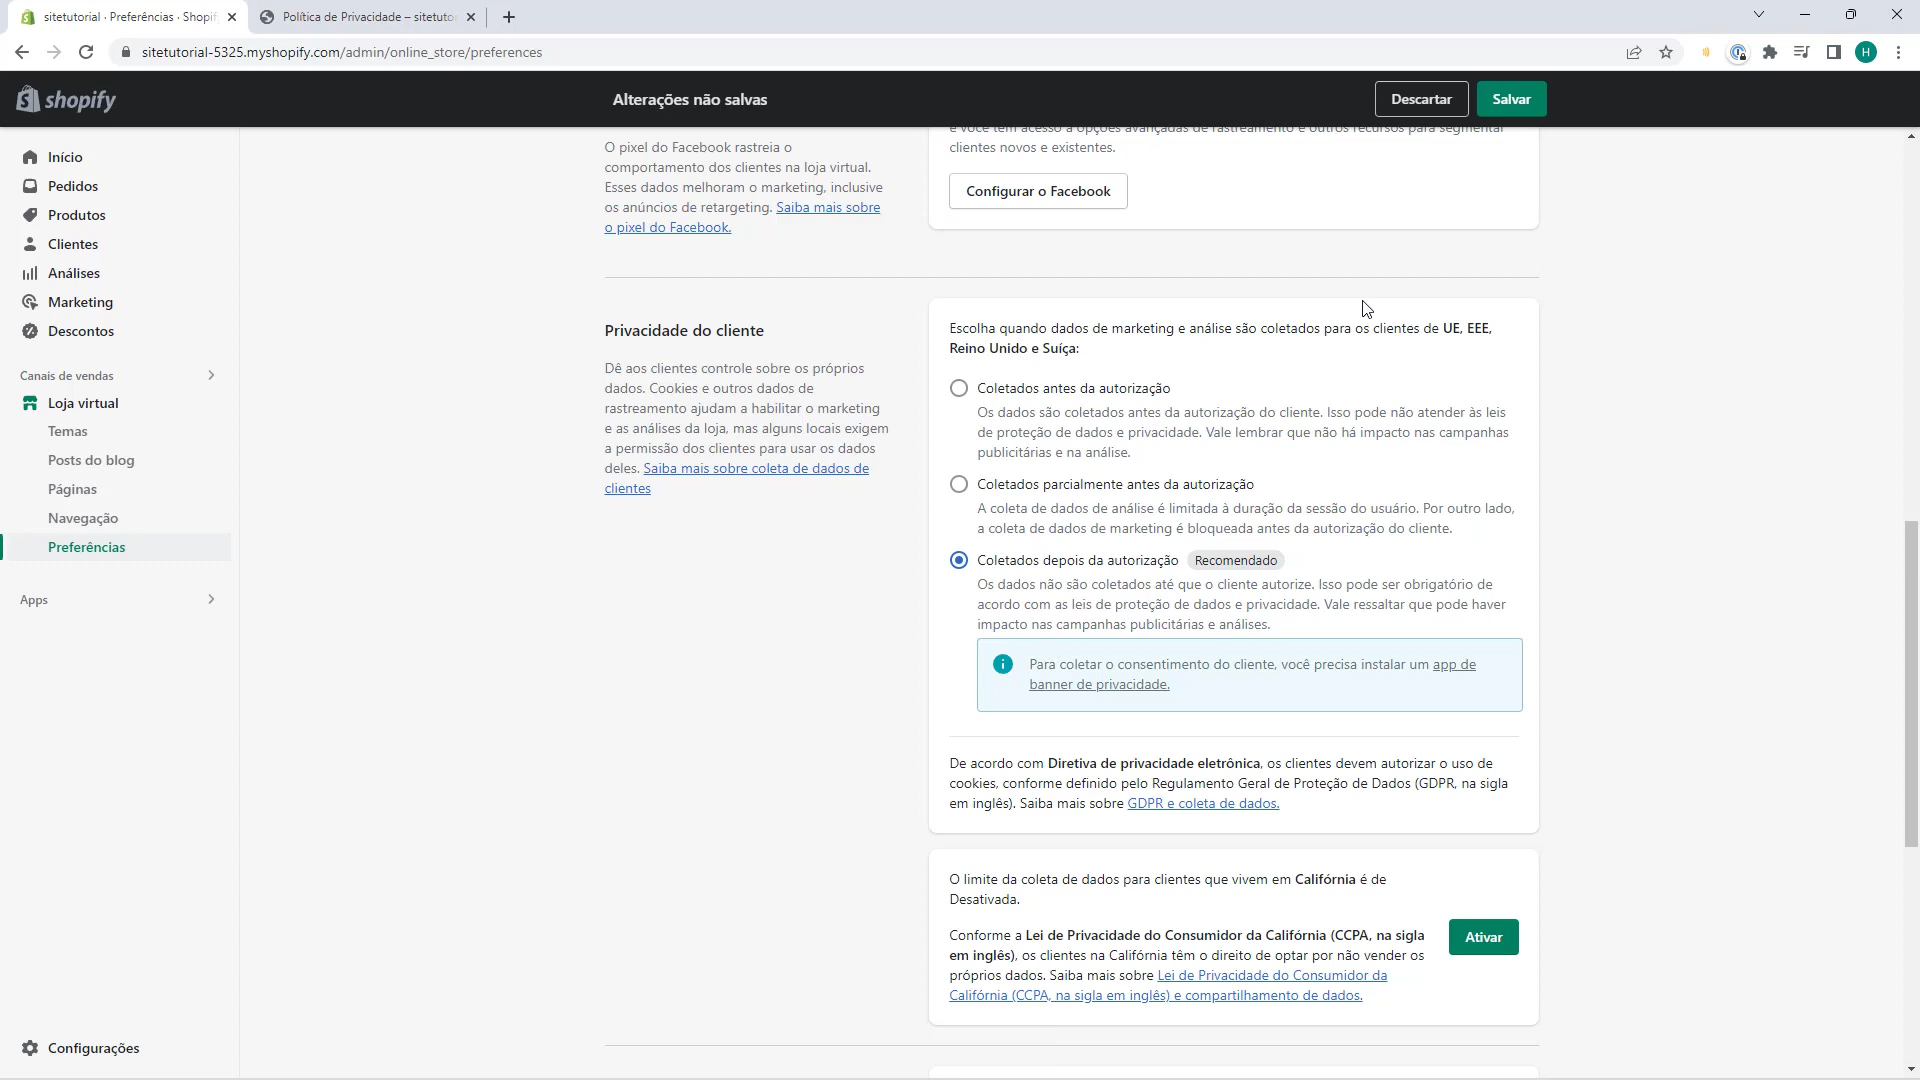 sitetutorial · Preferências · Shopif
Política de Privacidade – sitetuto
sitetutorial-5325.myshopify.com/admin/online_store/preferences
H
shopify
Alterações não salvas
Descartar
Salvar
Início
Pedidos
Produtos
Clientes
Análises
Marketing
Descontos
Canais de vendas
Loja virtual
Temas
Posts do blog
Páginas
Navegação
Preferências
Apps
Configurações
O pixel do Facebook rastreia o
comportamento dos clientes na loja virtual.
Esses dados melhoram o marketing, inclusive
os anúncios de retargeting. Saiba mais sobre
o pixel do Facebook.
e você tem acesso a opções avançadas de rastreamento e outros recursos para segmentar
clientes novos e existentes.
Configurar o Facebook
Privacidade do cliente
Dê aos clientes controle sobre os próprios
dados. Cookies e outros dados de
rastreamento ajudam a habilitar o marketing
e as análises da loja, mas alguns locais exigem
a permissão dos clientes para usar os dados
deles. Saiba mais sobre coleta de dados de
clientes
Escolha quando dados de marketing e análise são coletados para os clientes de UE, EEE,
Reino Unido e Suíça:
Coletados antes da autorização
Os dados são coletados antes da autorização do cliente. Isso pode não atender às leis
de proteção de dados e privacidade. Vale lembrar que não há impacto nas campanhas
publicitárias e na análise.
Coletados parcialmente antes da autorização
A coleta de dados de análise é limitada à duração da sessão do usuário. Por outro lado,
a coleta de dados de marketing é bloqueada antes da autorização do cliente.
Coletados depois da autorização Recomendado
Os dados não são coletados até que o cliente autorize. Isso pode ser obrigatório de
acordo com as leis de proteção de dados e privacidade. Vale ressaltar que pode haver
impacto nas campanhas publicitárias e análises.
Para coletar o consentimento do cliente, você precisa instalar um app de
banner de privacidade.
De acordo com Diretiva de privacidade eletrônica, os clientes devem autorizar o uso de
cookies, conforme definido pelo Regulamento Geral de Proteção de Dados (GDPR, na sigla
em inglês). Saiba mais sobre GDPR e coleta de dados.
O limite da coleta de dados para clientes que vivem em Califórnia é de
Desativada.
Conforme a Lei de Privacidade do Consumidor da Califórnia (CCPA, na sigla
em inglês), os clientes na Califórnia têm o direito de optar por não vender os
próprios dados. Saiba mais sobre Lei de Privacidade do Consumidor da
Califórnia (CCPA, na sigla em inglês) e compartilhamento de dados.
Ativar